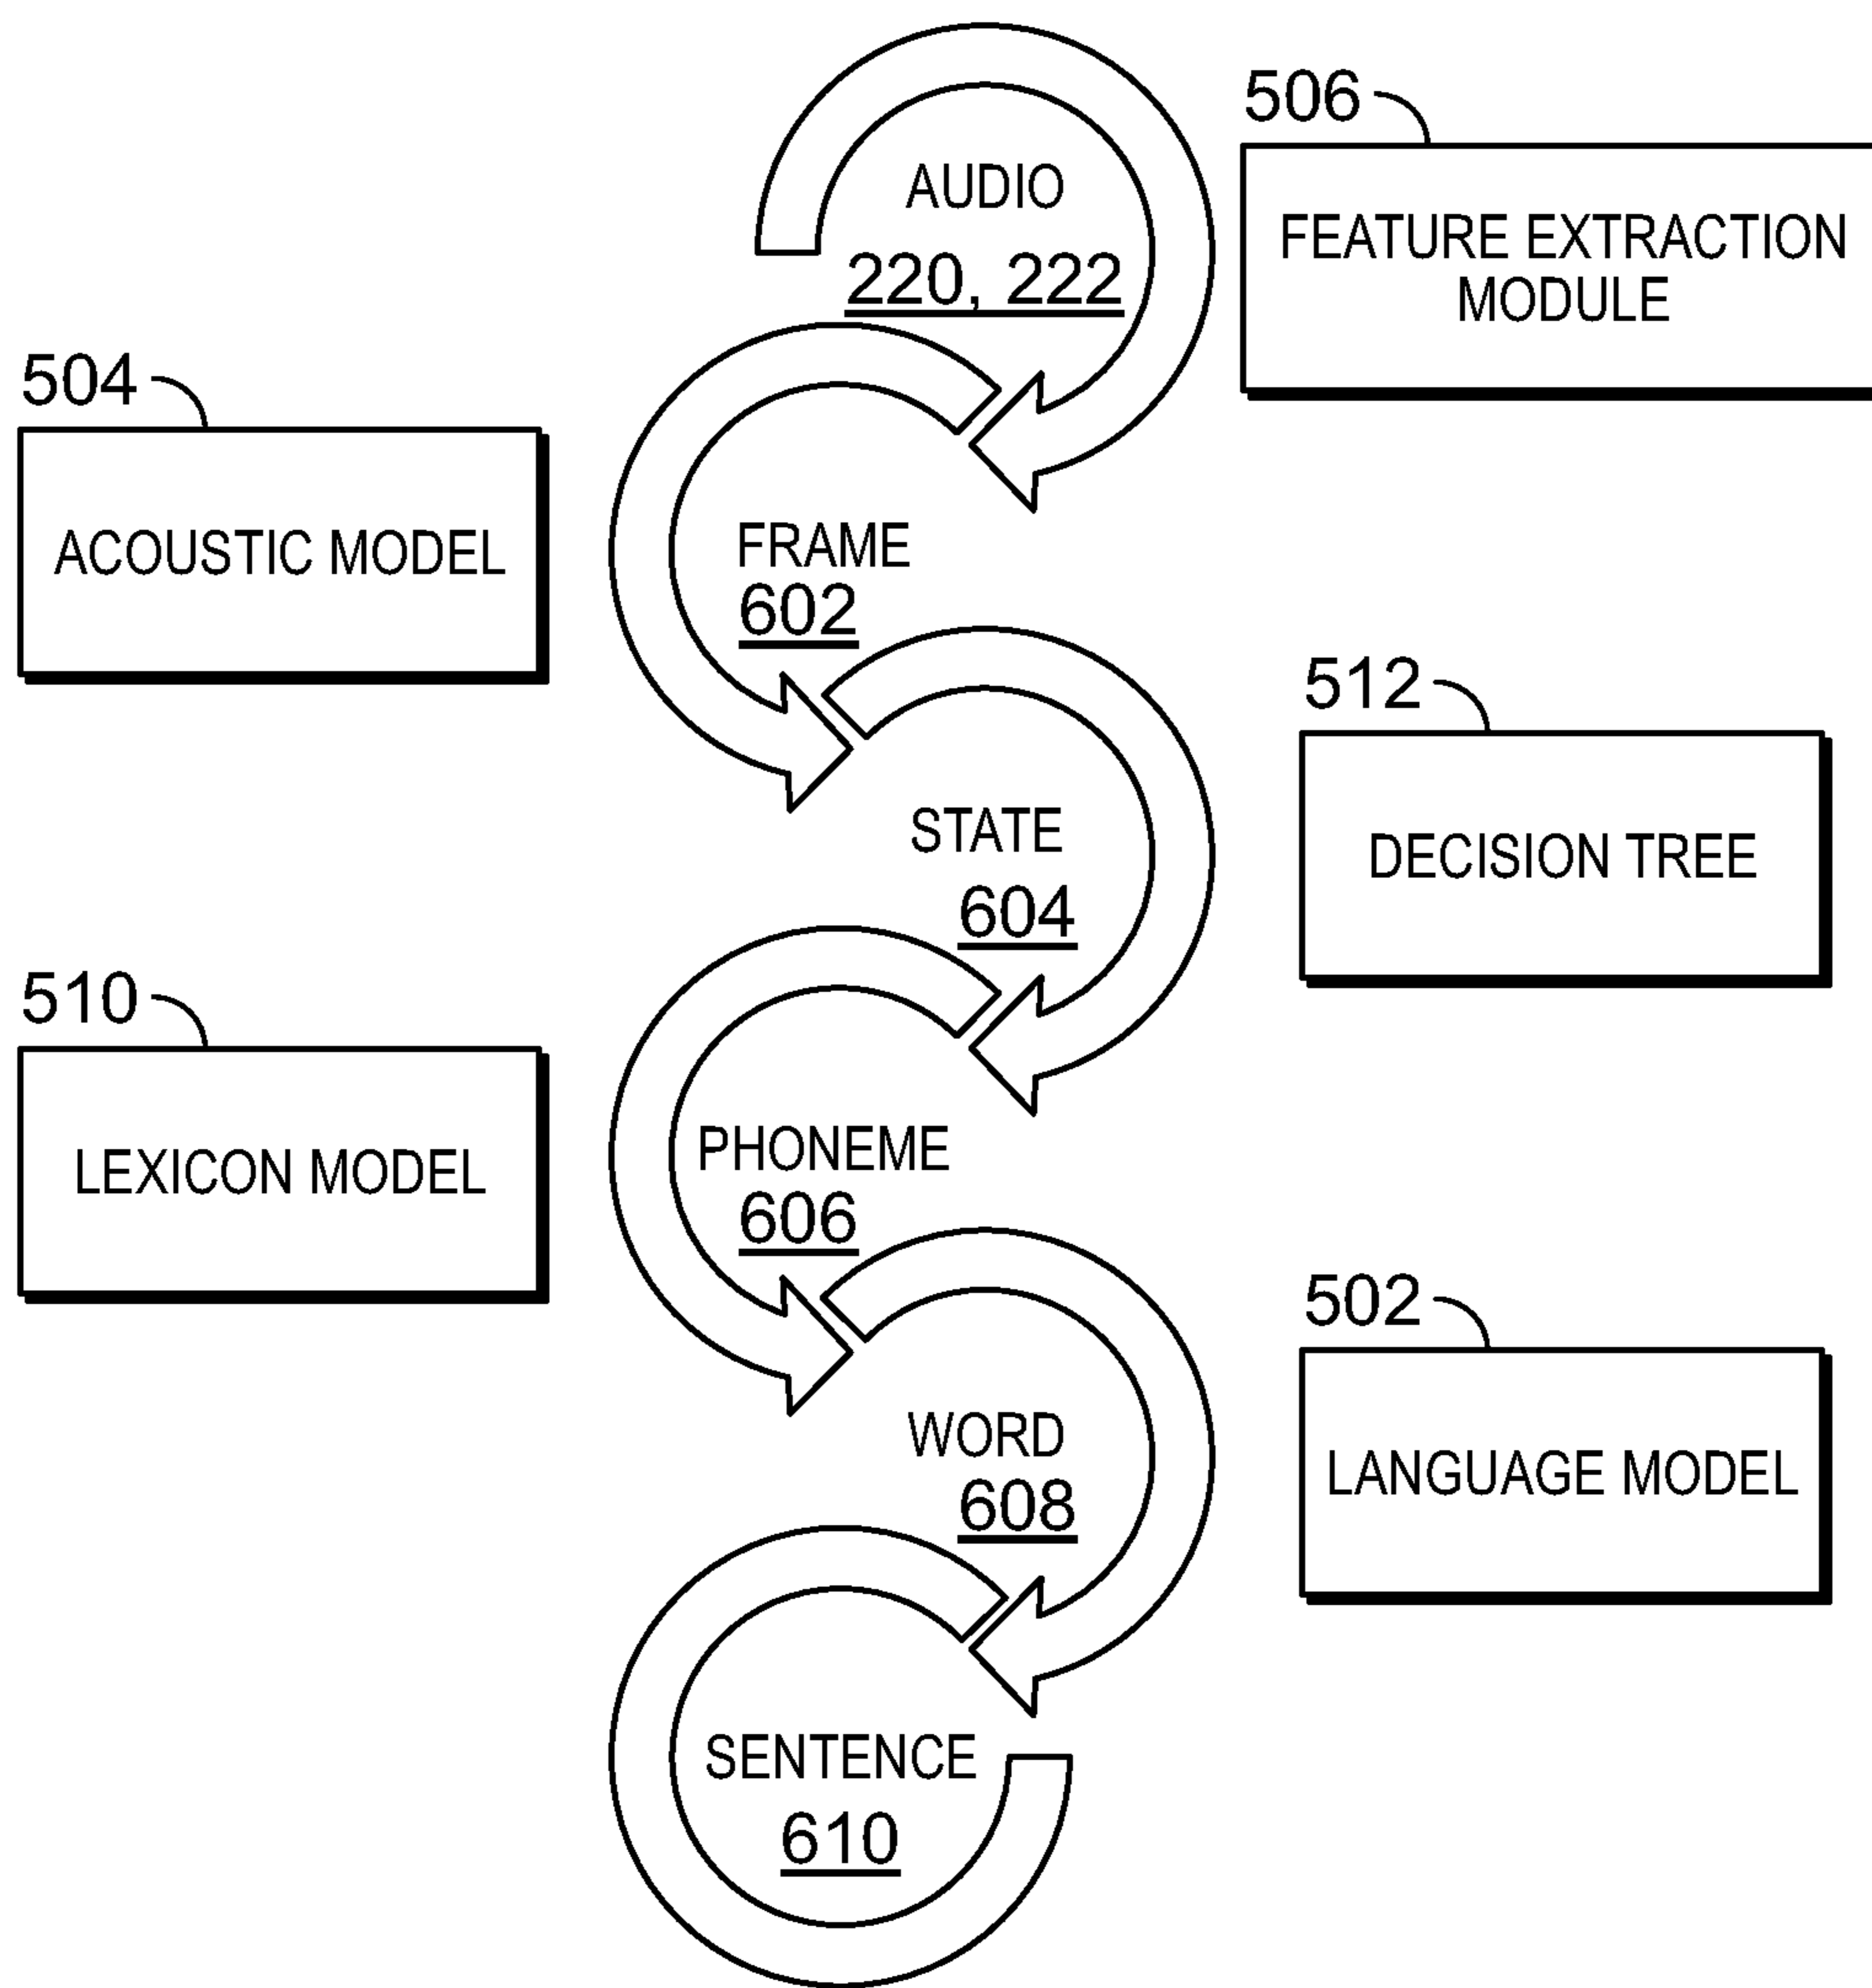 506
AUDIO
220, 222
FEATURE EXTRACTION
MODULE
504
ACOUSTIC MODEL
FRAME
602
512
STATE
604
DECISION TREE
510
LEXICON MODEL
PHONEME
606
502
WORD
608
LANGUAGE MODEL
SENTENCE
610